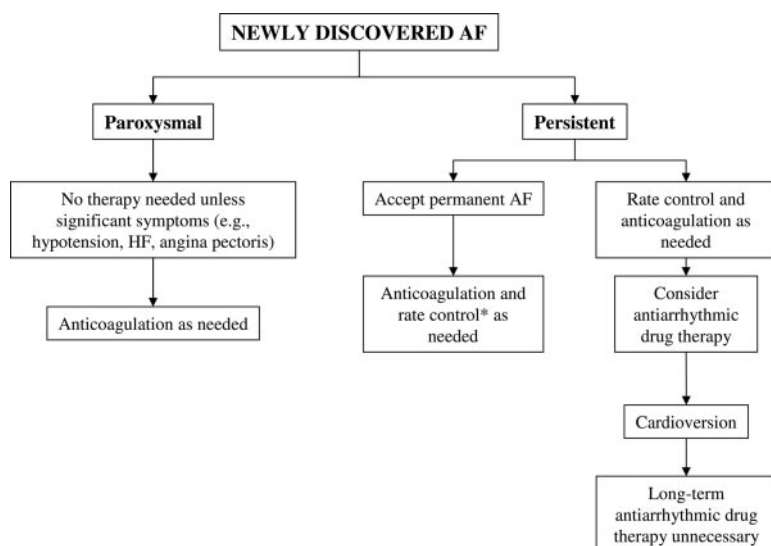 NEWLY DISCOVERED AF
Paroxysmal
Persistent
No therapy needed unless
significant symptoms (e.g.,
hypotension, HF, angina pectoris)
Accept permanent AF
Rate control and
anticoagulation as
needed
Anticoagulation as needed
Anticoagulation and
rate control* as
needed
Consider
antiarrhythmic
drug therapy
Cardioversion
Long-term
antiarrhythmic drug
therapy unnecessary